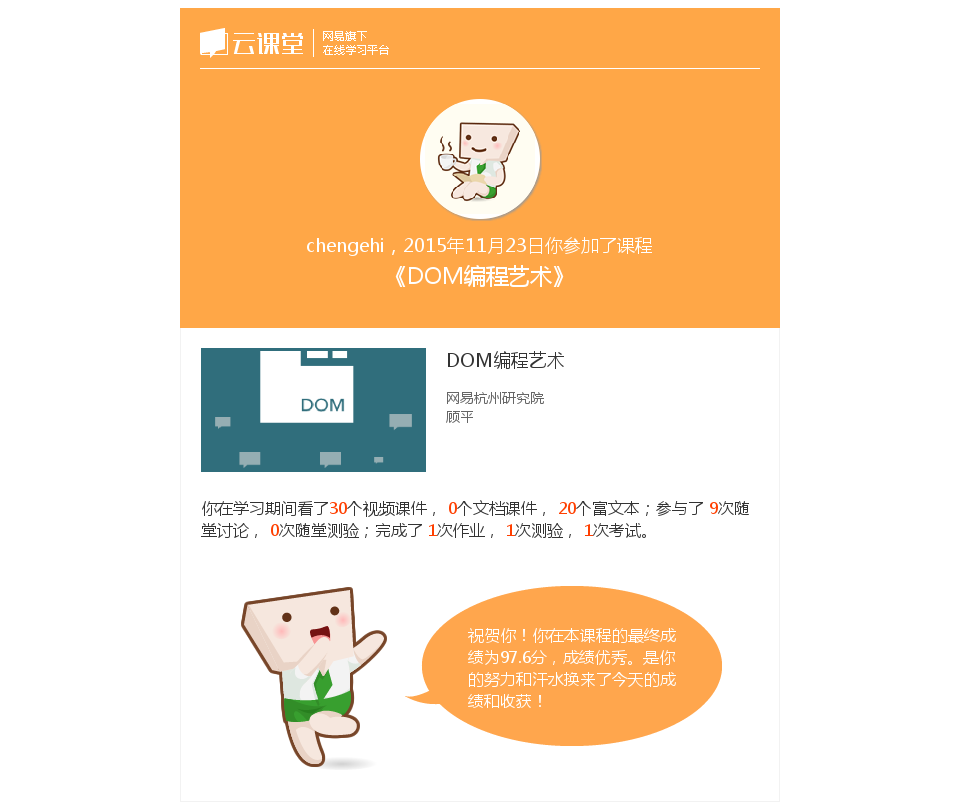 云课堂
网易旗下
在线学习平台
chengehi，2015年11月23日你参加了课程
《DOM编程艺术》
DOM
DOM编程艺术
网易杭州研究院
顾平
你在学习期间看了30个视频课件， 0个文档课件， 20个富文本；参与了 9次随
堂讨论， 0次随堂测验；完成了 1次作业， 1次测验， 1次考试。
祝贺你！你在本课程的最终成
绩为97.6分，成绩优秀。是你
的努力和汗水换来了今天的成
绩和收获！